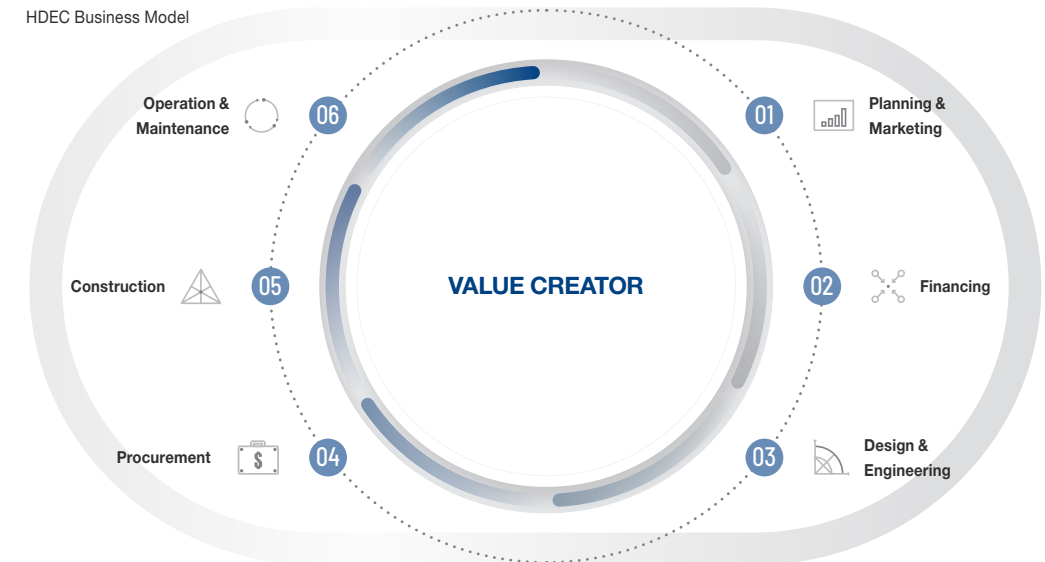 HDEC Business Model
Operation &
Maintenance
06
01
Planning &
Marketing
Construction
05
VALUE CREATOR
02
Financing
Procurement
$
04
03
Design &
Engineering